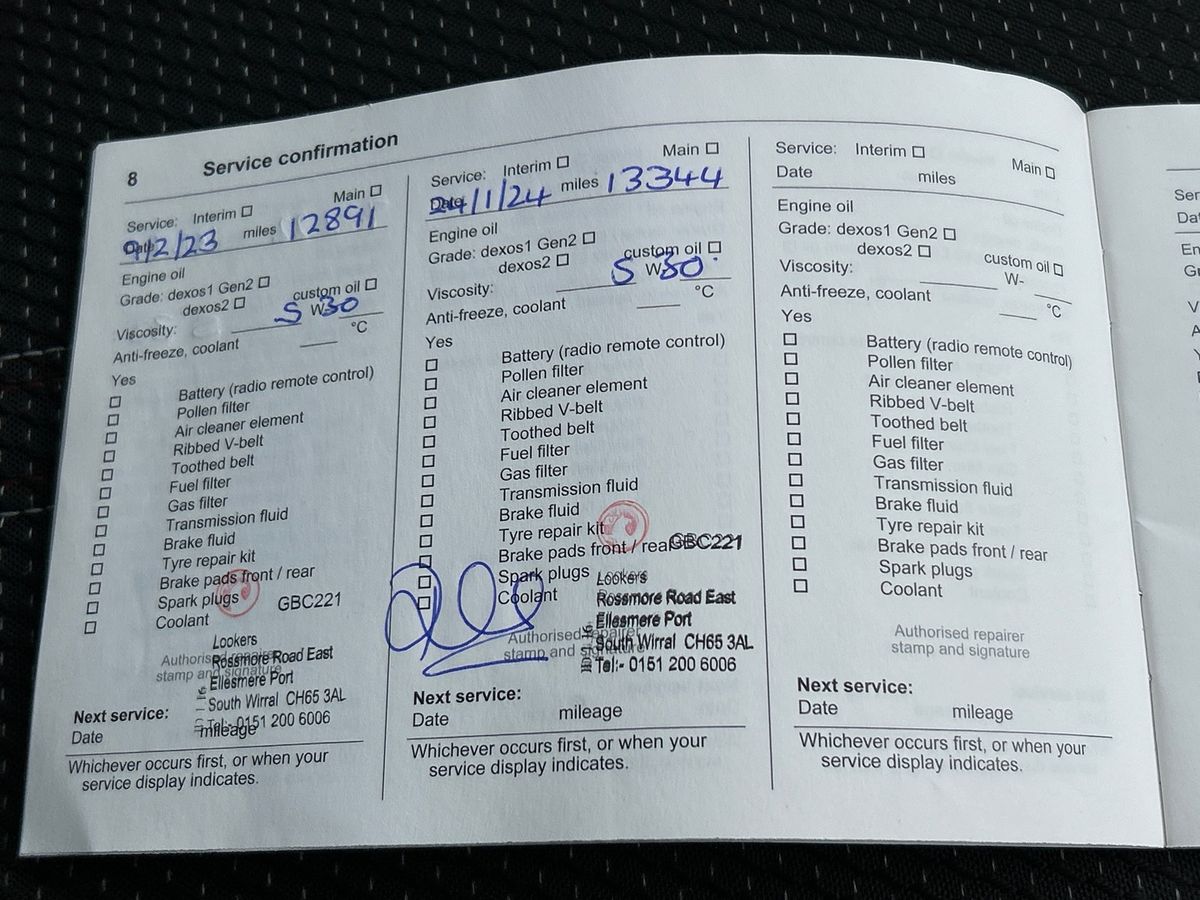 8 Service confirmation
Service: Interim Main
Date 9/2/23 miles 12891
Engine oil
Grade: dexos1 Gen2
dexos2 custom oil
Viscosity: 5 W-30
Anti-freeze, coolant °C
Yes
Battery (radio remote control)
Pollen filter
Air cleaner element
Ribbed V-belt
Toothed belt
Fuel filter
Gas filter
Transmission fluid
Brake fluid
Tyre repair kit
Brake pads front / rear
Spark plugs
Coolant
GBC221
Lookers
Rossmore Road East
Ellesmere Port
South Wirral CH65 3AL
Tel:- 0151 200 6006
Authorised repairer
stamp and signature
Next service:
Date mileage
Whichever occurs first, or when your
service display indicates.
Service: Interim Main
Date 24/1/24 miles 13344
Engine oil
Grade: dexos1 Gen2
dexos2 custom oil
Viscosity: 5 W-30
Anti-freeze, coolant °C
Yes
Battery (radio remote control)
Pollen filter
Air cleaner element
Ribbed V-belt
Toothed belt
Fuel filter
Gas filter
Transmission fluid
Brake fluid
Tyre repair kit
Brake pads front / rear
Spark plugs
Coolant
GBC221
Lookers
Rossmore Road East
Ellesmere Port
South Wirral CH65 3AL
Tel:- 0151 200 6006
Authorised repairer
stamp and signature
Next service:
Date mileage
Whichever occurs first, or when your
service display indicates.
Service: Interim Main
Date miles
Engine oil
Grade: dexos1 Gen2
dexos2 custom oil
Viscosity: W-
Anti-freeze, coolant °C
Yes
Battery (radio remote control)
Pollen filter
Air cleaner element
Ribbed V-belt
Toothed belt
Fuel filter
Gas filter
Transmission fluid
Brake fluid
Tyre repair kit
Brake pads front / rear
Spark plugs
Coolant
Authorised repairer
stamp and signature
Next service:
Date mileage
Whichever occurs first, or when your
service display indicates.